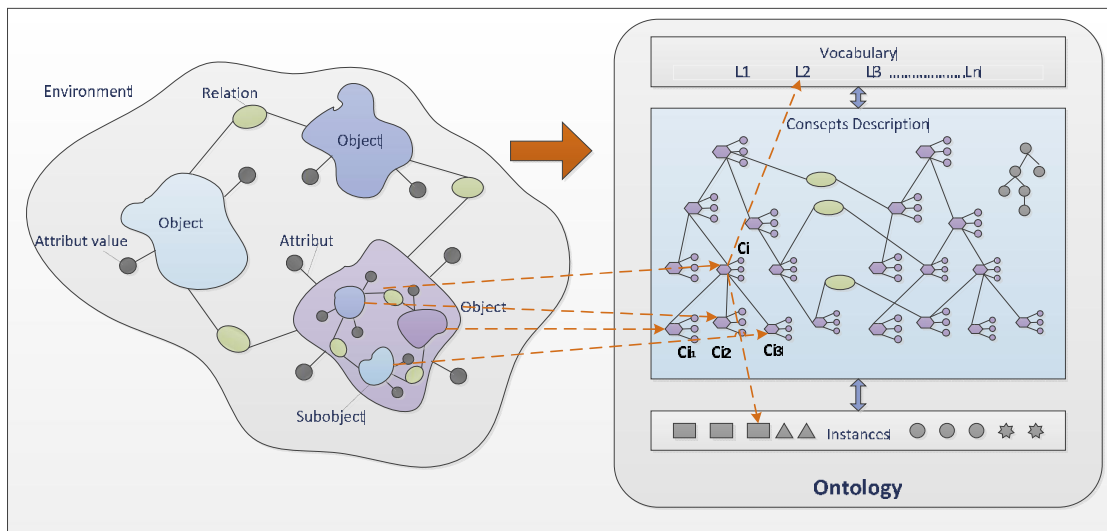 Environment
Relation
Object
Object
Attribut value
Attribut
Object
Subobject
Vocabulary
L1 L2 L3 .....................Ln
Consepts Description
Ci
Ci1 Ci2 Ci3
Instances
Ontology